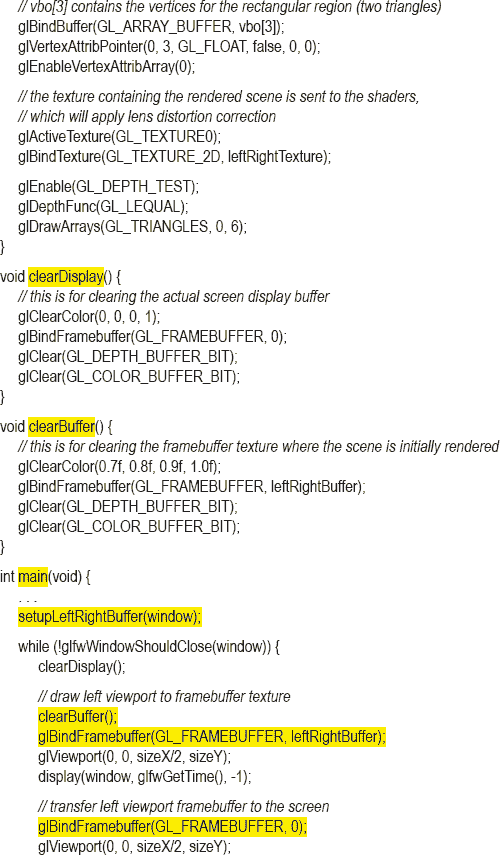 // vbo[3] contains the vertices for the rectangular region (two triangles)
glBindBuffer(GL_ARRAY_BUFFER, vbo[3]);
glVertexAttribPointer(0, 3, GL_FLOAT, false, 0, 0);
glEnableVertexAttribArray(0);
// the texture containing the rendered scene is sent to the shaders,
// which will apply lens distortion correction
glActiveTexture(GL_TEXTURE0);
glBindTexture(GL_TEXTURE_2D, leftRightTexture);
glEnable(GL_DEPTH_TEST);
glDepthFunc(GL_LEQUAL);
glDrawArrays(GL_TRIANGLES, 0, 6);
}
void clearDisplay() {
// this is for clearing the actual screen display buffer
glClearColor(0, 0, 0, 1);
glBindFramebuffer(GL_FRAMEBUFFER, 0);
glClear(GL_DEPTH_BUFFER_BIT);
glClear(GL_COLOR_BUFFER_BIT);
}
void clearBuffer() {
// this is for clearing the framebuffer texture where the scene is initially rendered
glClearColor(0.7f, 0.8f, 0.9f, 1.0f);
glBindFramebuffer(GL_FRAMEBUFFER, leftRightBuffer);
glClear(GL_DEPTH_BUFFER_BIT);
glClear(GL_COLOR_BUFFER_BIT);
}
int main(void) {
. . .
setupLeftRightBuffer(window);
while (!glfwWindowShouldClose(window)) {
clearDisplay();
// draw left viewport to framebuffer texture
clearBuffer();
glBindFramebuffer(GL_FRAMEBUFFER, leftRightBuffer);
glViewport(0, 0, sizeX/2, sizeY);
display(window, glfwGetTime(), -1);
// transfer left viewport framebuffer to the screen
glBindFramebuffer(GL_FRAMEBUFFER, 0);
glViewport(0, 0, sizeX/2, sizeY);